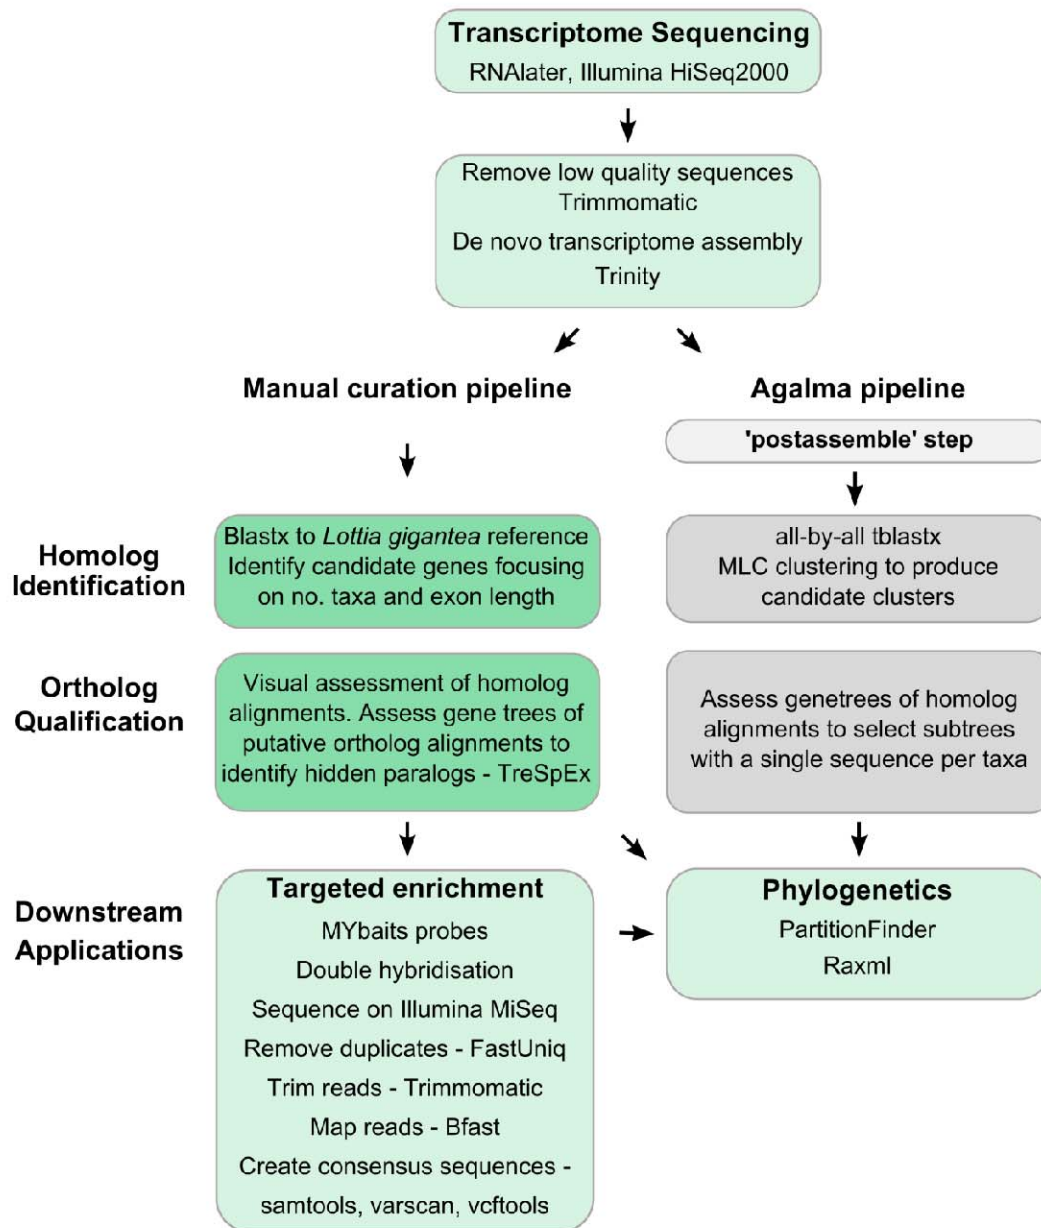 Transcriptome Sequencing
RNAlater, Illumina HiSeq2000
Remove low quality sequences
Trimmomatic
De novo transcriptome assembly
Trinity
Manual curation pipeline
Agalma pipeline
'postassemble' step
Homolog
Identification
Blastx to Lottia gigantea reference
Identify candidate genes focusing
on no. taxa and exon length
all-by-all tblastx
MLC clustering to produce
candidate clusters
Ortholog
Qualification
Visual assessment of homolog
alignments. Assess gene trees of
putative ortholog alignments to
identify hidden paralogs - TreSpEx
Assess genetrees of homolog
alignments to select subtrees
with a single sequence per taxa
Downstream
Applications
Targeted enrichment
MYbaits probes
Double hybridisation
Sequence on Illumina MiSeq
Remove duplicates - FastUniq
Trim reads - Trimmomatic
Map reads - Bfast
Create consensus sequences -
samtools, varscan, vcftools
Phylogenetics
PartitionFinder
Raxml